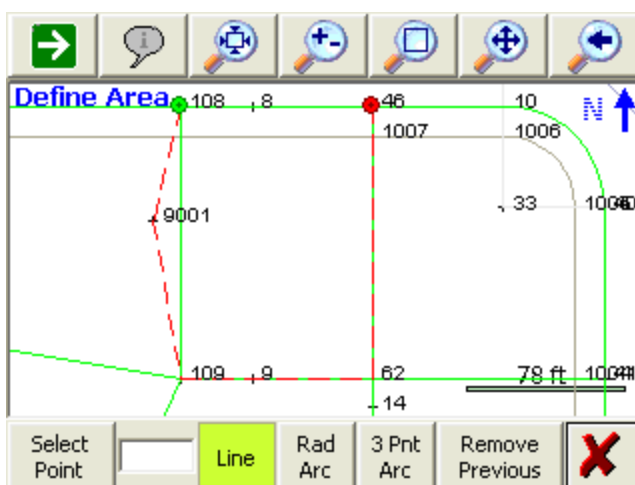 Define Area
108 8 46 10 N
1007 1006
9001 33
109 9 62 78 ft
14
Select Point Line Rad Arc 3 Pnt Arc Remove Previous